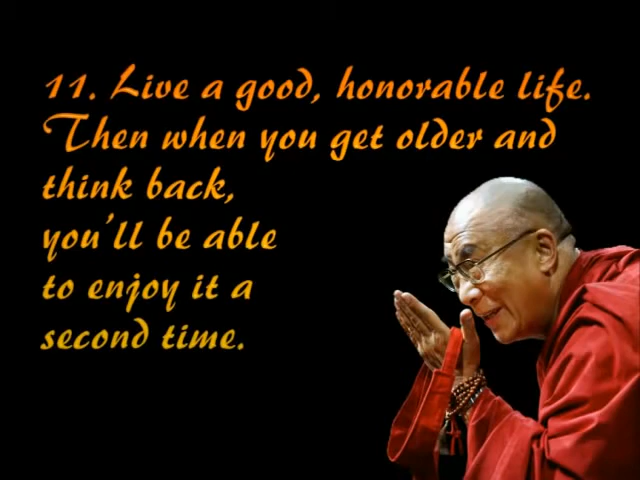 11. Live a good, honorable life.
Then when you get older and
think back,
you'll be able
to enjoy it a
second time.